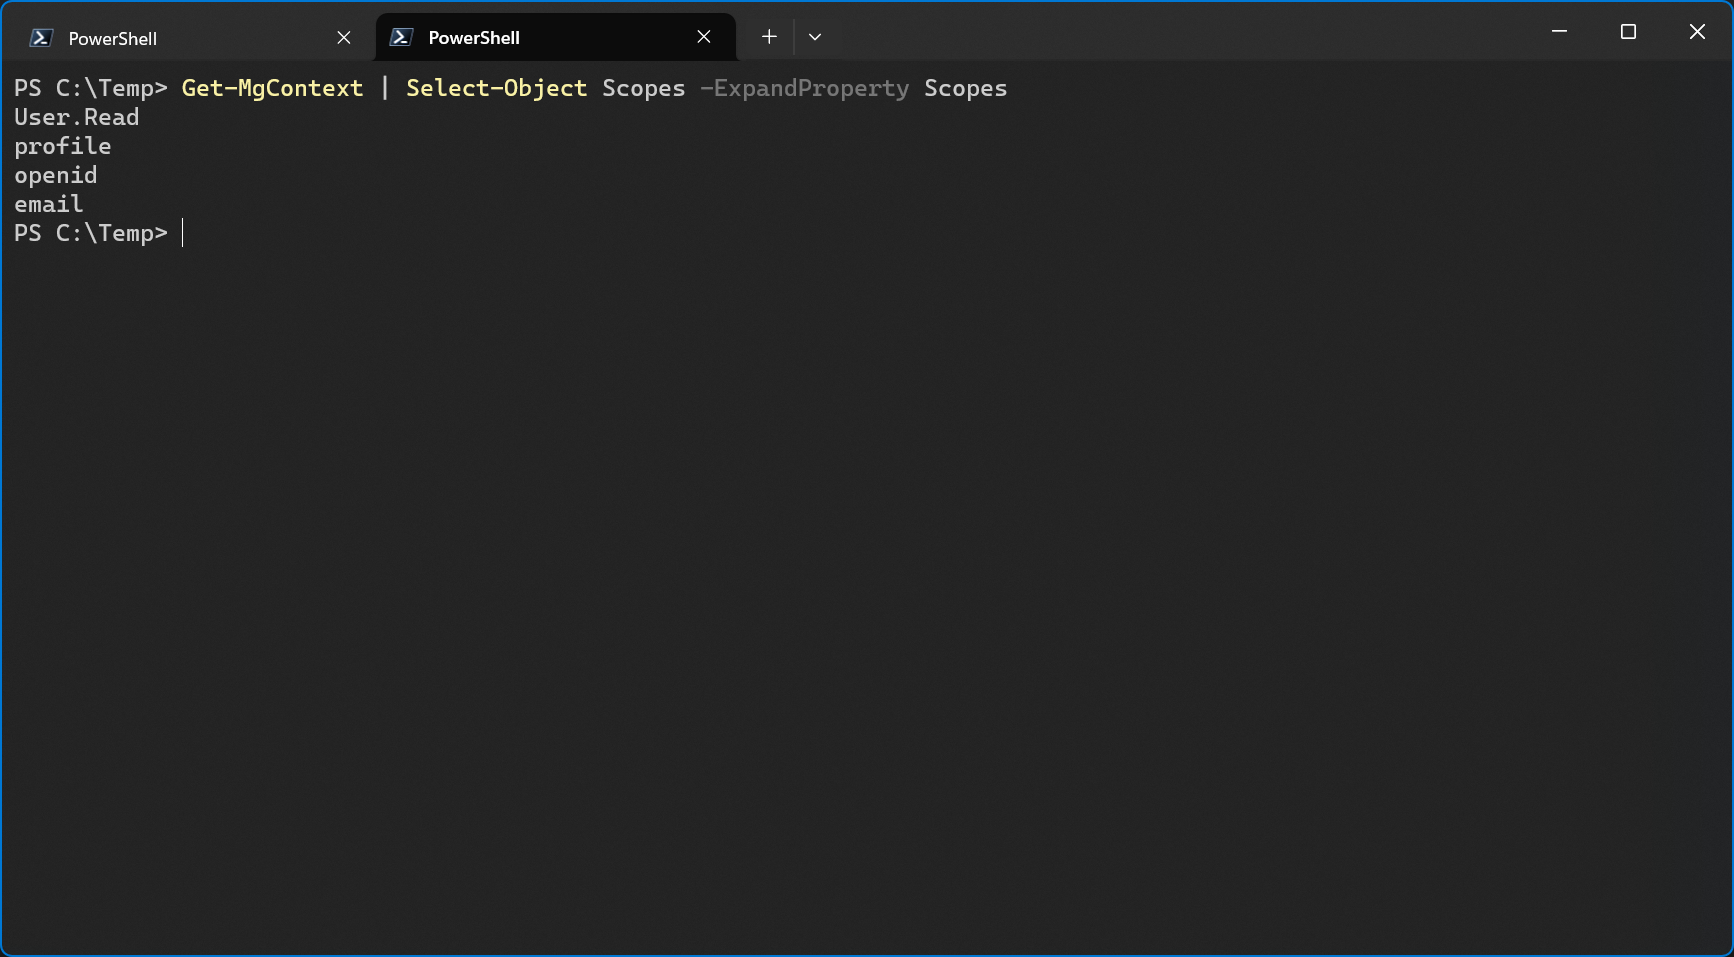 PowerShell
PowerShell
PS C:\Temp> Get-MgContext | Select-Object Scopes -ExpandProperty Scopes
User.Read
profile
openid
email
PS C:\Temp>